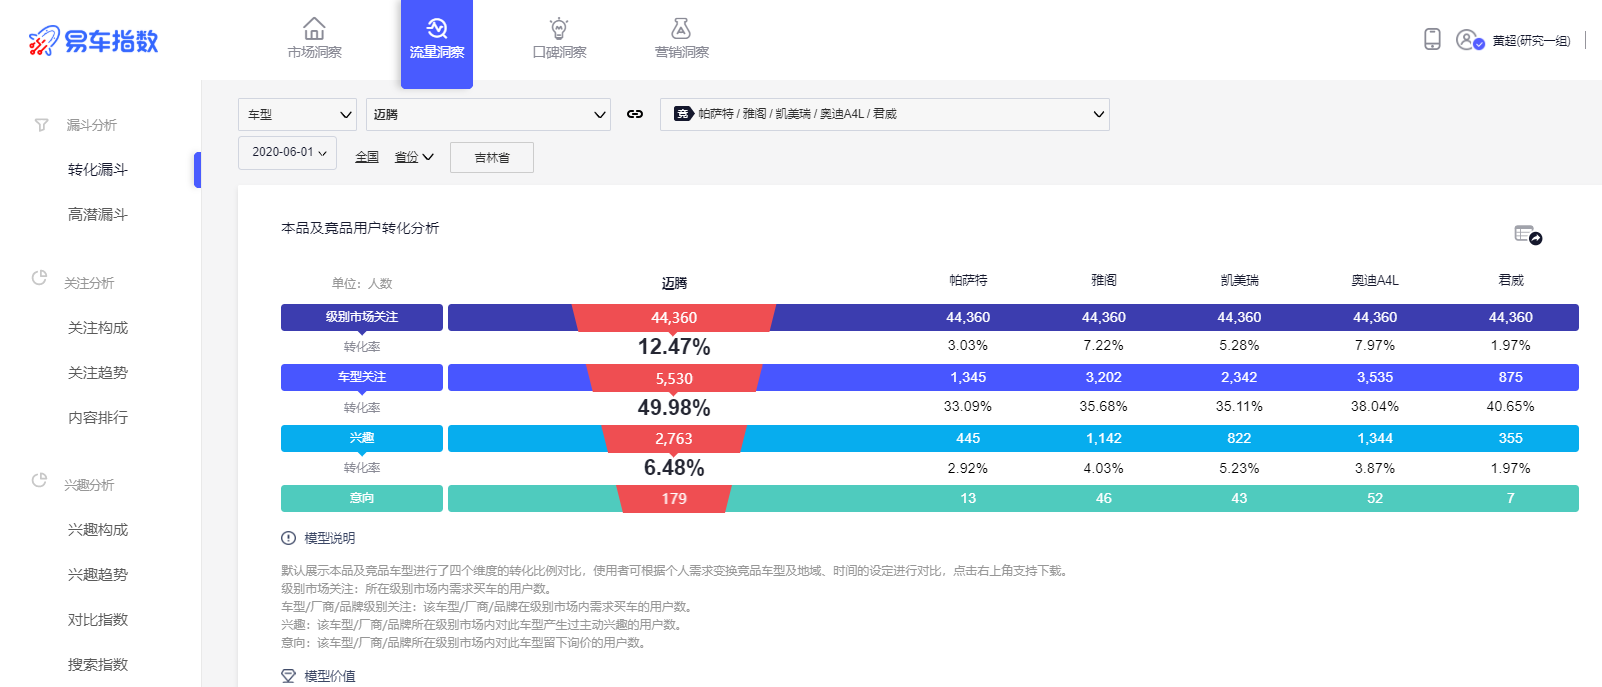 易车指数
市场洞察
流量洞察
口碑洞察
营销洞察
黄超(研究一组)
漏斗分析
转化漏斗
高潜漏斗
关注分析
关注构成
关注趋势
内容排行
兴趣分析
兴趣构成
兴趣趋势
对比指数
搜索指数
车型
迈腾
竞 帕萨特 / 雅阁 / 凯美瑞 / 奥迪A4L / 君威
2020-06-01
全国
省份
吉林省
本品及竞品用户转化分析
单位：人数 迈腾 帕萨特 雅阁 凯美瑞 奥迪A4L 君威
级别市场关注 44,360 44,360 44,360 44,360 44,360 44,360
转化率 12.47% 3.03% 7.22% 5.28% 7.97% 1.97%
车型关注 5,530 1,345 3,202 2,342 3,535 875
转化率 49.98% 33.09% 35.68% 35.11% 38.04% 40.65%
兴趣 2,763 445 1,142 822 1,344 355
转化率 6.48% 2.92% 4.03% 5.23% 3.87% 1.97%
意向 179 13 46 43 52 7
模型说明
默认展示本品及竞品车型进行了四个维度的转化比例对比，使用者可根据个人需求变换竞品车型及地域、时间的设定进行对比，点击右上角支持下载。
级别市场关注：所在级别市场内需求买车的用户数。
车型/厂商/品牌级别关注：该车型/厂商/品牌在级别市场内需求买车的用户数。
兴趣：该车型/厂商/品牌所在级别市场内对此车型产生过主动兴趣的用户数。
意向：该车型/厂商/品牌所在级别市场内对此车型留下询价的用户数。
模型价值